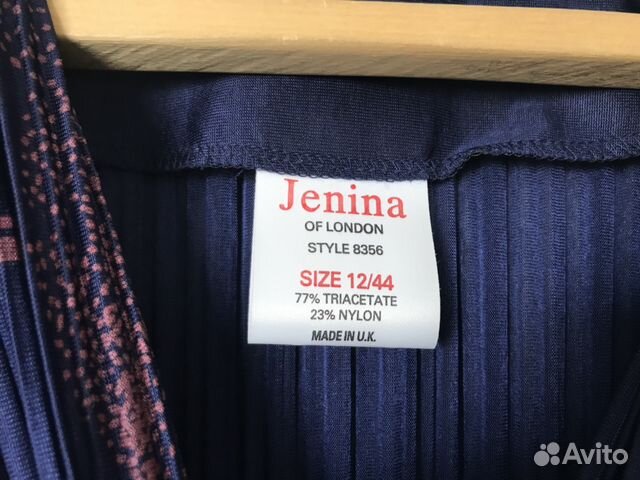 Jenina
OF LONDON
STYLE 8356
SIZE 12/44
77% TRIACETATE
23% NYLON
MADE IN U.K.
Avito